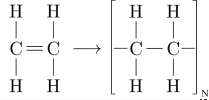 H H H H
C=C → [–C–C–]
H H H H
N